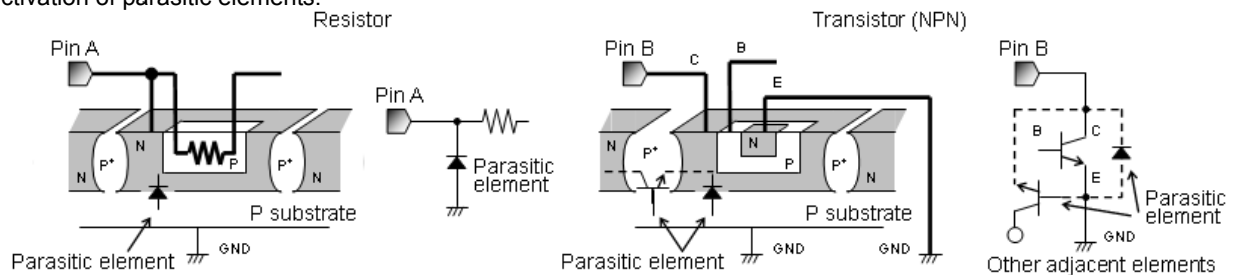 ctivation of parasitic elements.
Resistor
Transistor (NPN)
Pin A
Pin B
C
B
E
Pin B
Pin A
N
P+
N
P
P+
N
Parasitic
element
P substrate
GND
Parasitic element
N
P+
N
P
P+
N
P substrate
GND
GND
Parasitic element
B
C
E
Parasitic
element
GND
Other adjacent elements